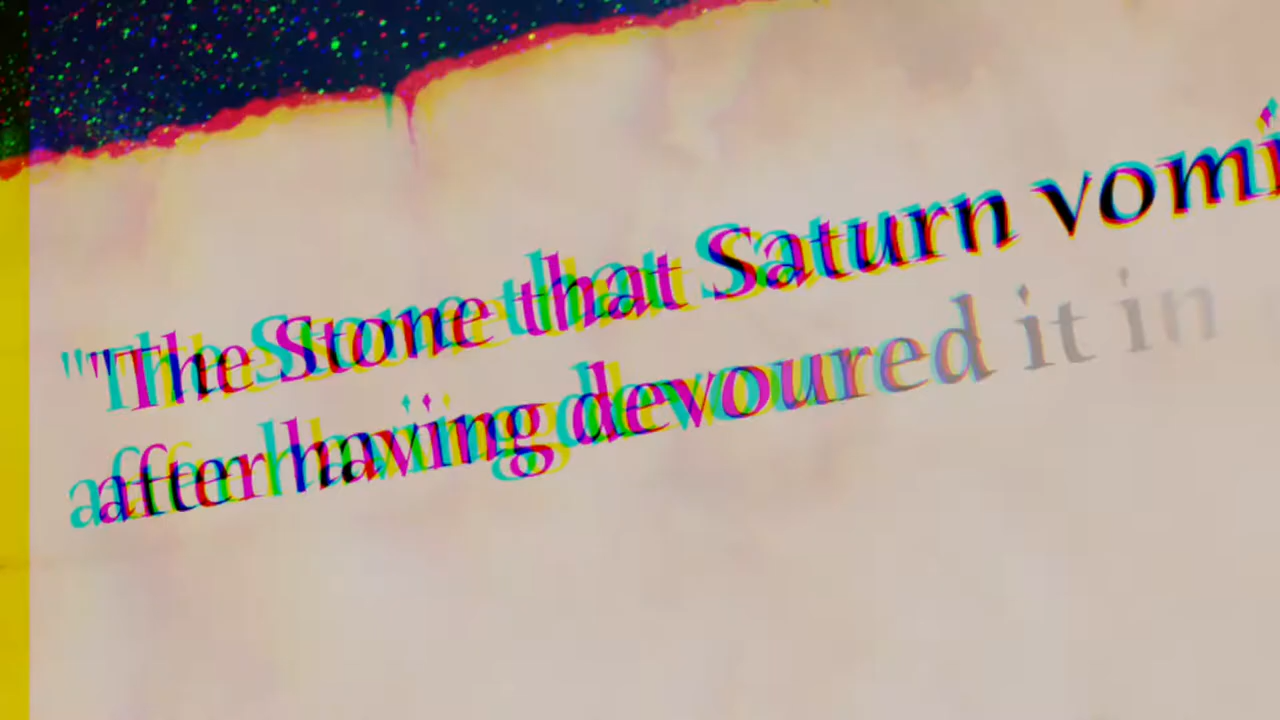 "The Stone that Saturn vomi
after having devoured it in